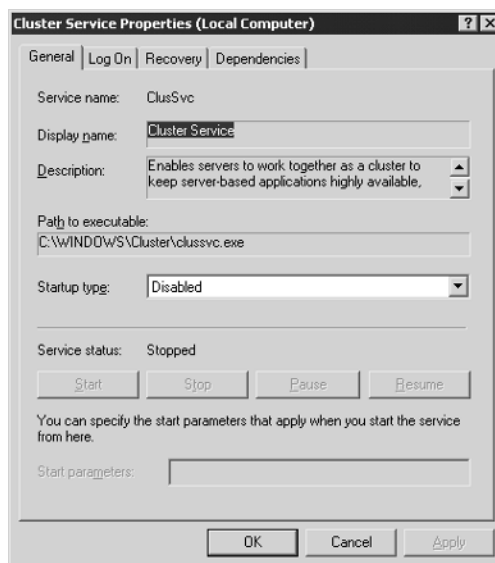 Cluster Service Properties (Local Computer)
General Log On Recovery Dependencies
Service name: ClusSvc
Display name: Cluster Service
Description: Enables servers to work together as a cluster to
keep server-based applications highly available,
Path to executable:
C:\WINDOWS\Cluster\clussvc.exe
Startup type: Disabled
Service status: Stopped
Start Stop Pause Resume
You can specify the start parameters that apply when you start the service
from here.
Start parameters:
OK Cancel Apply